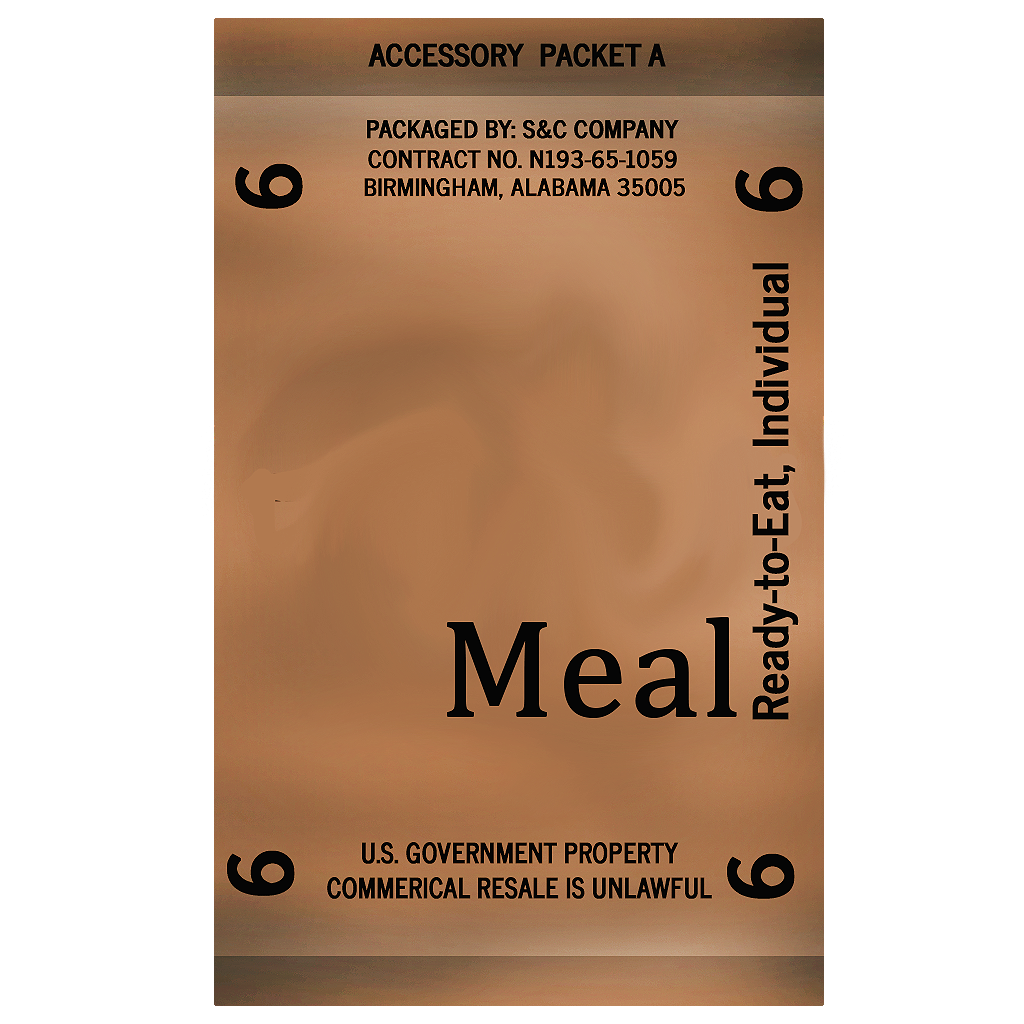 ACCESSORY PACKET A
PACKAGED BY: S&C COMPANY
CONTRACT NO. N193-65-1059
BIRMINGHAM, ALABAMA 35005
6
6
Ready-to-Eat, Individual
Meal
U.S. GOVERNMENT PROPERTY
COMMERICAL RESALE IS UNLAWFUL
6
6